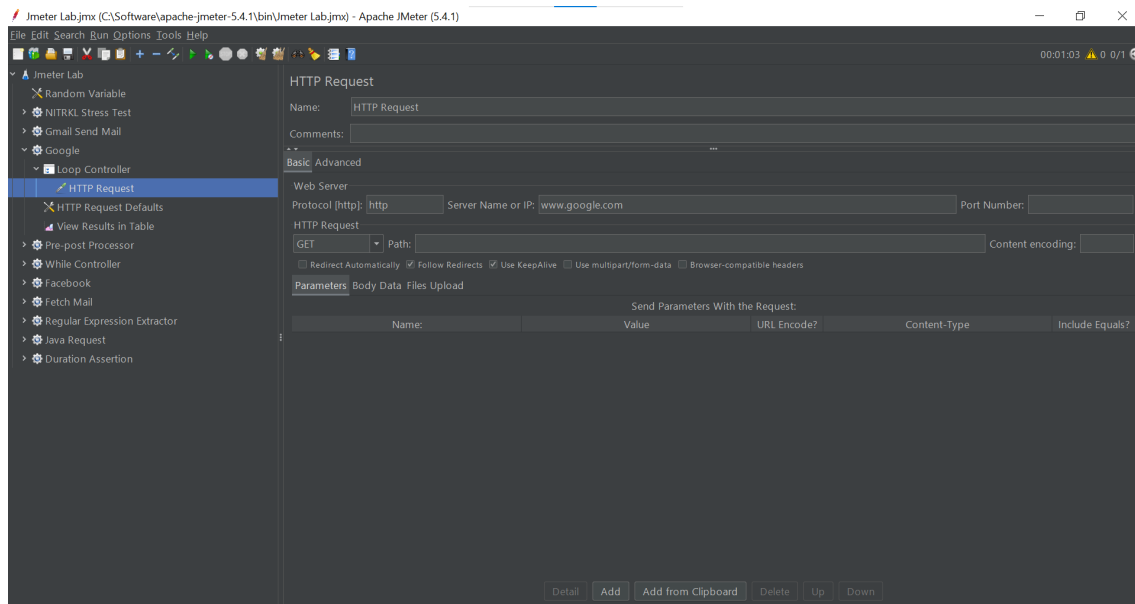 Jmeter Lab.jmx (C:\Software\apache-jmeter-5.4.1\bin\Jmeter Lab.jmx) - Apache JMeter (5.4.1)
File Edit Search Run Options Tools Help
00:01:03 0 0/1
Jmeter Lab
Random Variable
NITRKL Stress Test
Gmail Send Mail
Google
Loop Controller
HTTP Request
HTTP Request Defaults
View Results in Table
Pre-post Processor
While Controller
Facebook
Fetch Mail
Regular Expression Extractor
Java Request
Duration Assertion
HTTP Request
Name: HTTP Request
Comments:
Basic Advanced
Web Server
Protocol [http]: http Server Name or IP: www.google.com Port Number:
HTTP Request
GET Path: Content encoding:
Redirect Automatically Follow Redirects Use KeepAlive Use multipart/form-data Browser-compatible headers
Parameters Body Data Files Upload
Send Parameters With the Request:
Name: Value URL Encode? Content-Type Include Equals?
Detail Add Add from Clipboard Delete Up Down